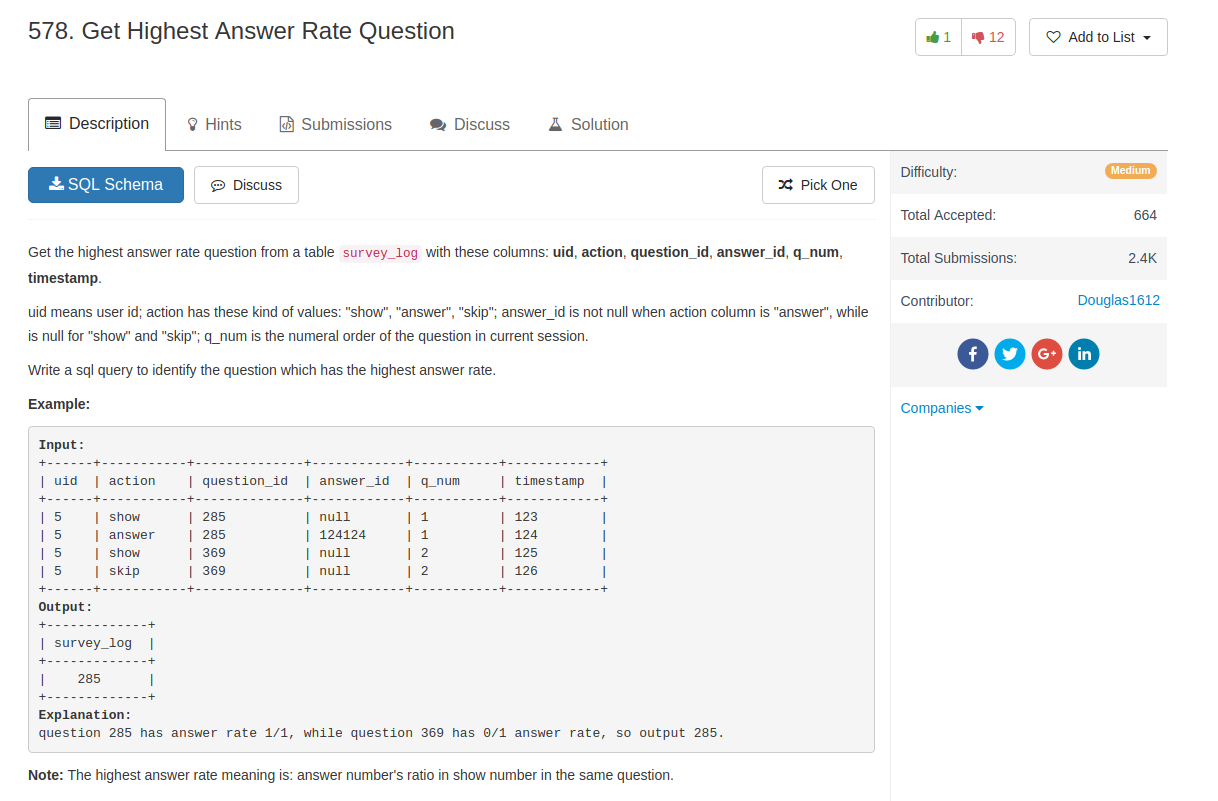 578. Get Highest Answer Rate Question
1
12
Add to List
Description
Hints
Submissions
Discuss
Solution
SQL Schema
Discuss
Pick One
Get the highest answer rate question from a table survey_log with these columns: uid, action, question_id, answer_id, q_num,
timestamp.
uid means user id; action has these kind of values: "show", "answer", "skip"; answer_id is not null when action column is "answer", while
is null for "show" and "skip"; q_num is the numeral order of the question in current session.
Write a sql query to identify the question which has the highest answer rate.
Example:
Input:
+------+-----------+--------------+------------+-----------+------------+
| uid  | action    | question_id  | answer_id  | q_num     | timestamp  |
+------+-----------+--------------+------------+-----------+------------+
| 5    | show      | 285          | null       | 1         | 123        |
| 5    | answer    | 285          | 124124     | 1         | 124        |
| 5    | show      | 369          | null       | 2         | 125        |
| 5    | skip      | 369          | null       | 2         | 126        |
+------+-----------+--------------+------------+-----------+------------+
Output:
+-------------+
| survey_log  |
+-------------+
|    285      |
+-------------+
Explanation:
question 285 has answer rate 1/1, while question 369 has 0/1 answer rate, so output 285.
Note: The highest answer rate meaning is: answer number's ratio in show number in the same question.
Difficulty:
Medium
Total Accepted:
664
Total Submissions:
2.4K
Contributor:
Douglas1612
f
G+
in
Companies